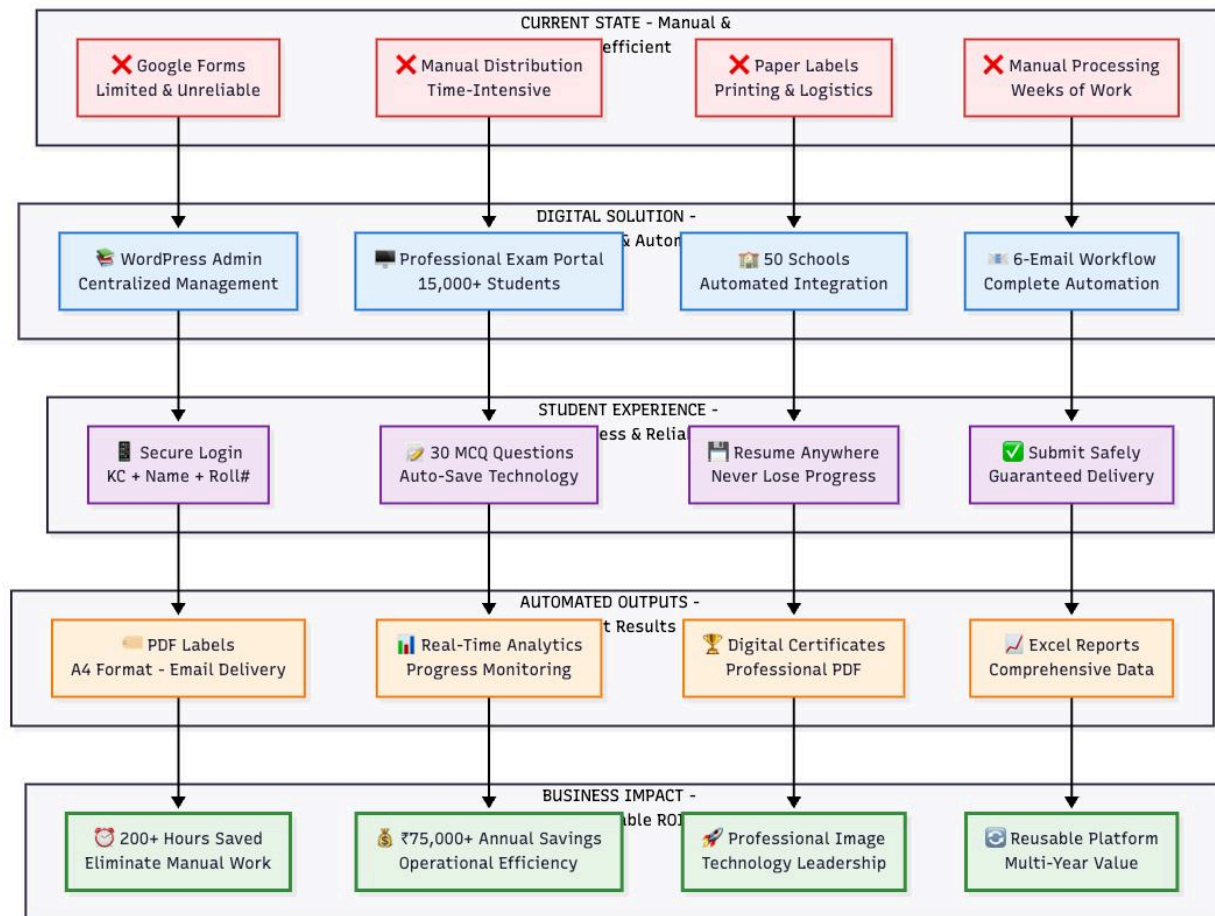 CURRENT STATE - Manual &
efficient
❌ Google Forms
Limited & Unreliable
❌ Manual Distribution
Time-Intensive
❌ Paper Labels
Printing & Logistics
❌ Manual Processing
Weeks of Work
DIGITAL SOLUTION -
& Autom
📚 WordPress Admin
Centralized Management
🖥️ Professional Exam Portal
15,000+ Students
🏫 50 Schools
Automated Integration
📧 6-Email Workflow
Complete Automation
STUDENT EXPERIENCE -
ess & Relia
📱 Secure Login
KC + Name + Roll#
📝 30 MCQ Questions
Auto-Save Technology
💾 Resume Anywhere
Never Lose Progress
✅ Submit Safely
Guaranteed Delivery
AUTOMATED OUTPUTS -
t Results
🏷️ PDF Labels
A4 Format - Email Delivery
📊 Real-Time Analytics
Progress Monitoring
🏆 Digital Certificates
Professional PDF
📈 Excel Reports
Comprehensive Data
BUSINESS IMPACT -
able ROI
⏰ 200+ Hours Saved
Eliminate Manual Work
💰 ₹75,000+ Annual Savings
Operational Efficiency
🚀 Professional Image
Technology Leadership
🔄 Reusable Platform
Multi-Year Value